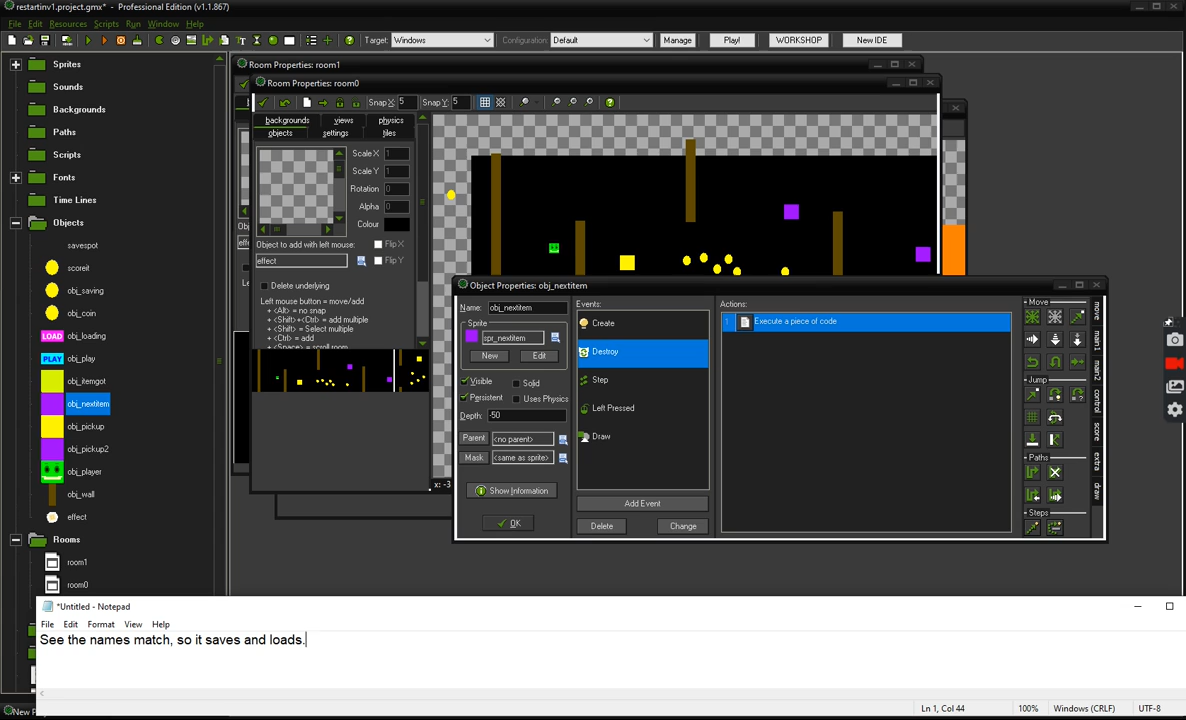 restartinv1.project.gmx* - Professional Edition (v1.1.867)
File Edit Resources Scripts Run Window Help
Target: Windows Configuration: Default Manage Play! WORKSHOP New IDE
Sprites
Sounds
Backgrounds
Paths
Scripts
Fonts
Time Lines
Objects
savespot
scoreit
obj_saving
obj_coin
LOAD obj_loading
PLAY obj_play
obj_itemgot
obj_nextitem
obj_pickup
obj_pickup2
obj_player
obj_wall
effect
Rooms
room1
room0
Room Properties: room1
Room Properties: room0
Snap X: 5 Snap Y: 5
backgrounds views physics
objects settings tiles
Scale X 1
Scale Y 1
Rotation 0
Alpha 0
Colour
Object to add with left mouse: Flip X
effect Flip Y
Delete underlying
Left mouse button = move/add
+ <Alt> = no snap
+ <Shift>+<Ctrl> = add multiple
+ <Shift> = Select multiple
+ <Ctrl> = add
+ <Space> = scroll room
x: -3
Object Properties: obj_nextitem
Name: obj_nextitem
Sprite
spr_nextitem
New Edit
Visible Solid
Persistent Uses Physics
Depth: -50
Parent <no parent>
Mask: <same as sprite>
Show Information
OK
Events:
Create
Destroy
Step
Left Pressed
Draw
Add Event
Delete Change
Actions:
1 Execute a piece of code
Move
Jump
Paths
Steps
move
main1
main2
control
score
extra
draw
*Untitled - Notepad
File Edit Format View Help
See the names match, so it saves and loads.
Ln 1, Col 44 100% Windows (CRLF) UTF-8